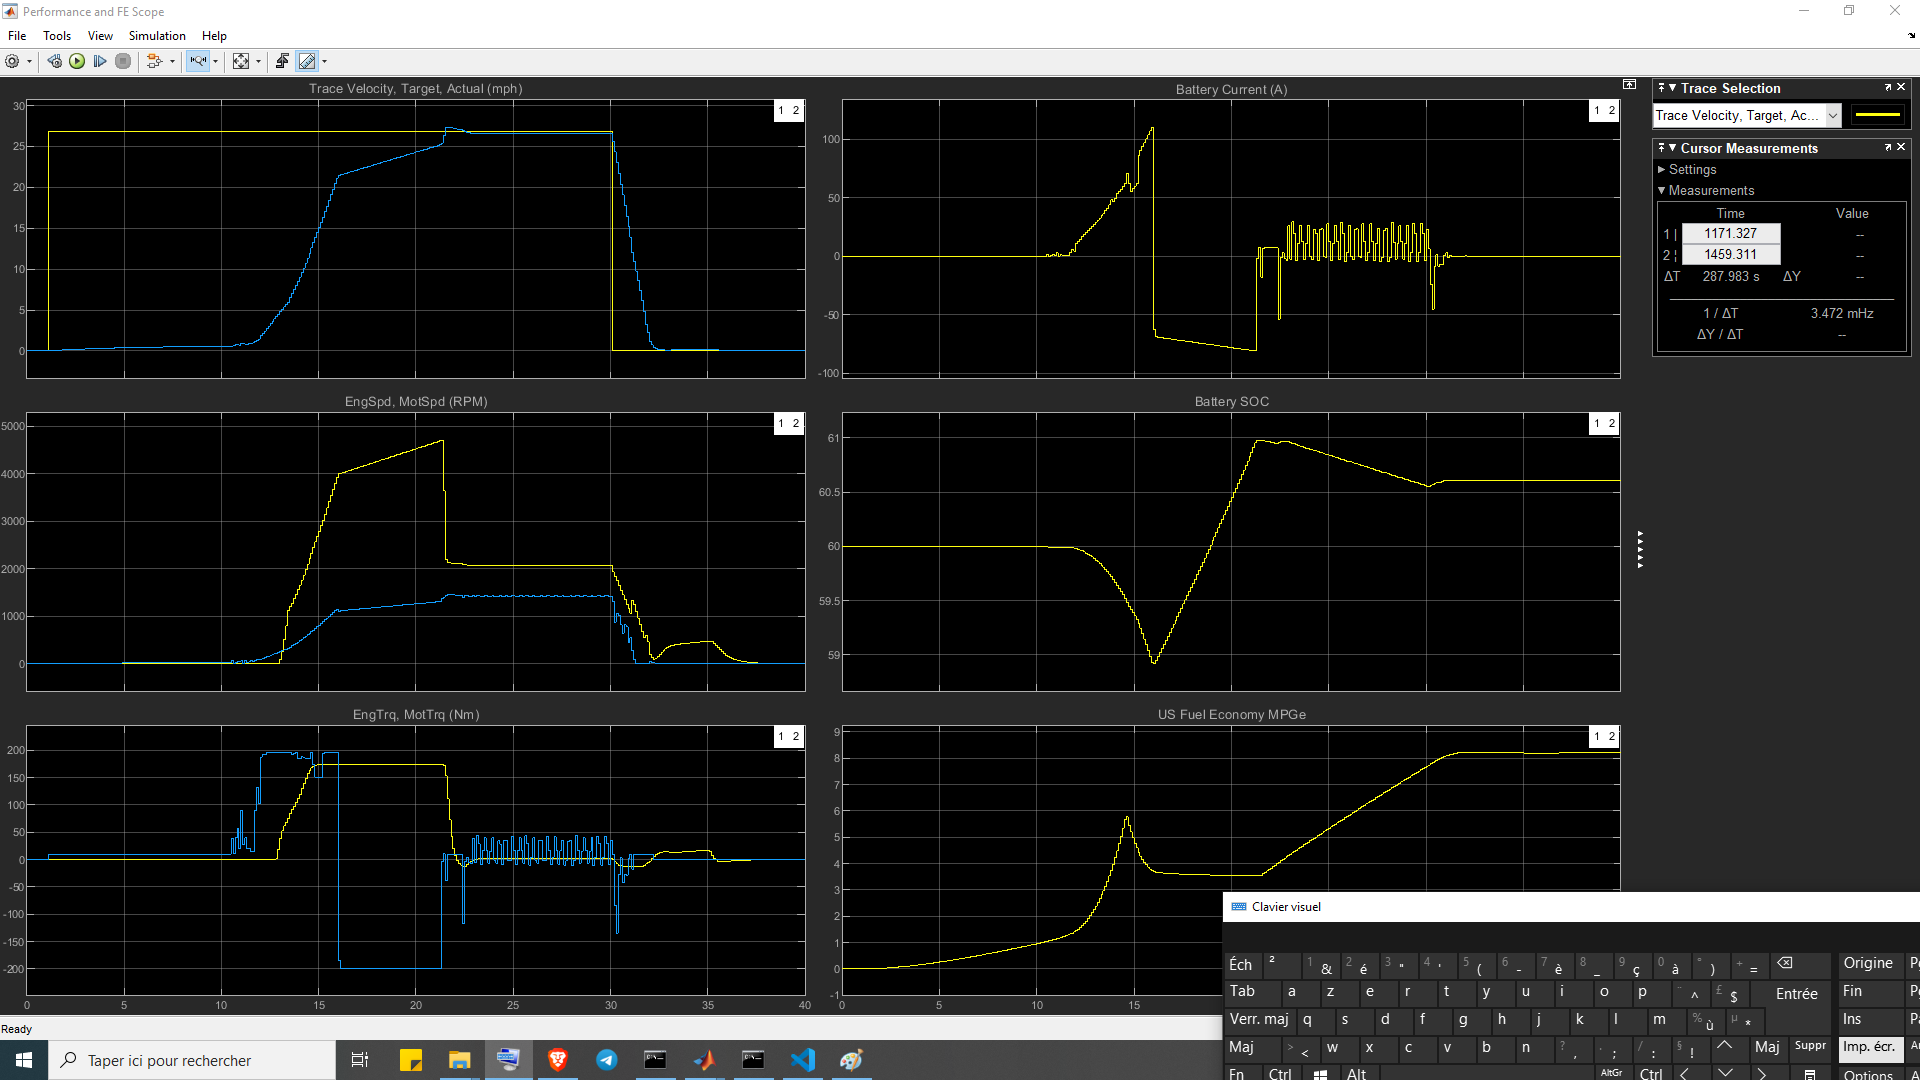 Performance and FE Scope
File Tools View Simulation Help
Trace Velocity, Target, Actual (mph)
1 2
30
25
20
15
10
5
0
Battery Current (A)
1 2
100
50
0
-50
-100
EngSpd, MotSpd (RPM)
1 2
5000
4000
3000
2000
1000
0
Battery SOC
1 2
61
60.5
60
59.5
59
EngTrq, MotTrq (Nm)
1 2
200
150
100
50
0
-50
-100
-150
-200
0 5 10 15 20 25 30 35 40
US Fuel Economy MPGe
1 2
9
8
7
6
5
4
3
2
1
0
-1
0 5 10 15
Trace Selection
Trace Velocity, Target, Ac...
Cursor Measurements
Settings
Measurements
Time Value
1 | 1171.327 --
2 ¦ 1459.311 --
ΔT 287.983 s ΔY --
1 / ΔT 3.472 mHz
ΔY / ΔT --
Ready
Clavier visuel
Éch ² 1 & 2 é 3 " 4 ' 5 ( 6 - 7 è 8 _ 9 ç 0 à ° ) + = Origine
Tab a z e r t y u i o p ¨ ^ £ $ Entrée Fin
Verr. maj q s d f g h j k l m % ù µ * Ins
Maj > < w x c v b n ? , . ; / : § ! Maj Suppr Imp. écr.
Fn Ctrl Alt AltGr Ctrl Options
Taper ici pour rechercher